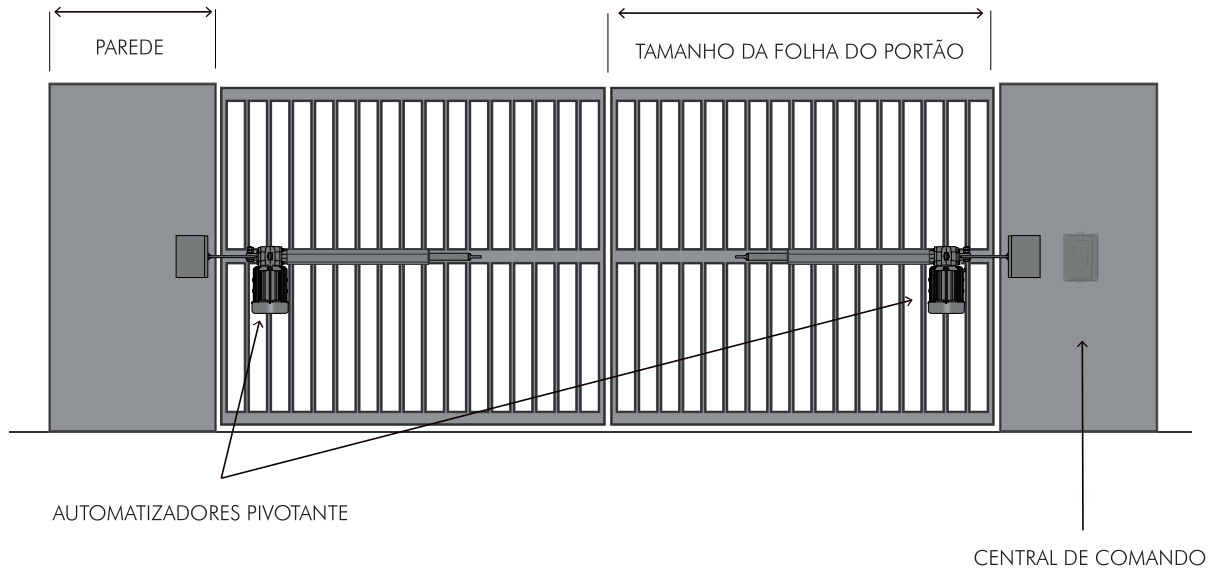 PAREDE
TAMANHO DA FOLHA DO PORTÃO
AUTOMATIZADORES PIVOTANTE
CENTRAL DE COMANDO